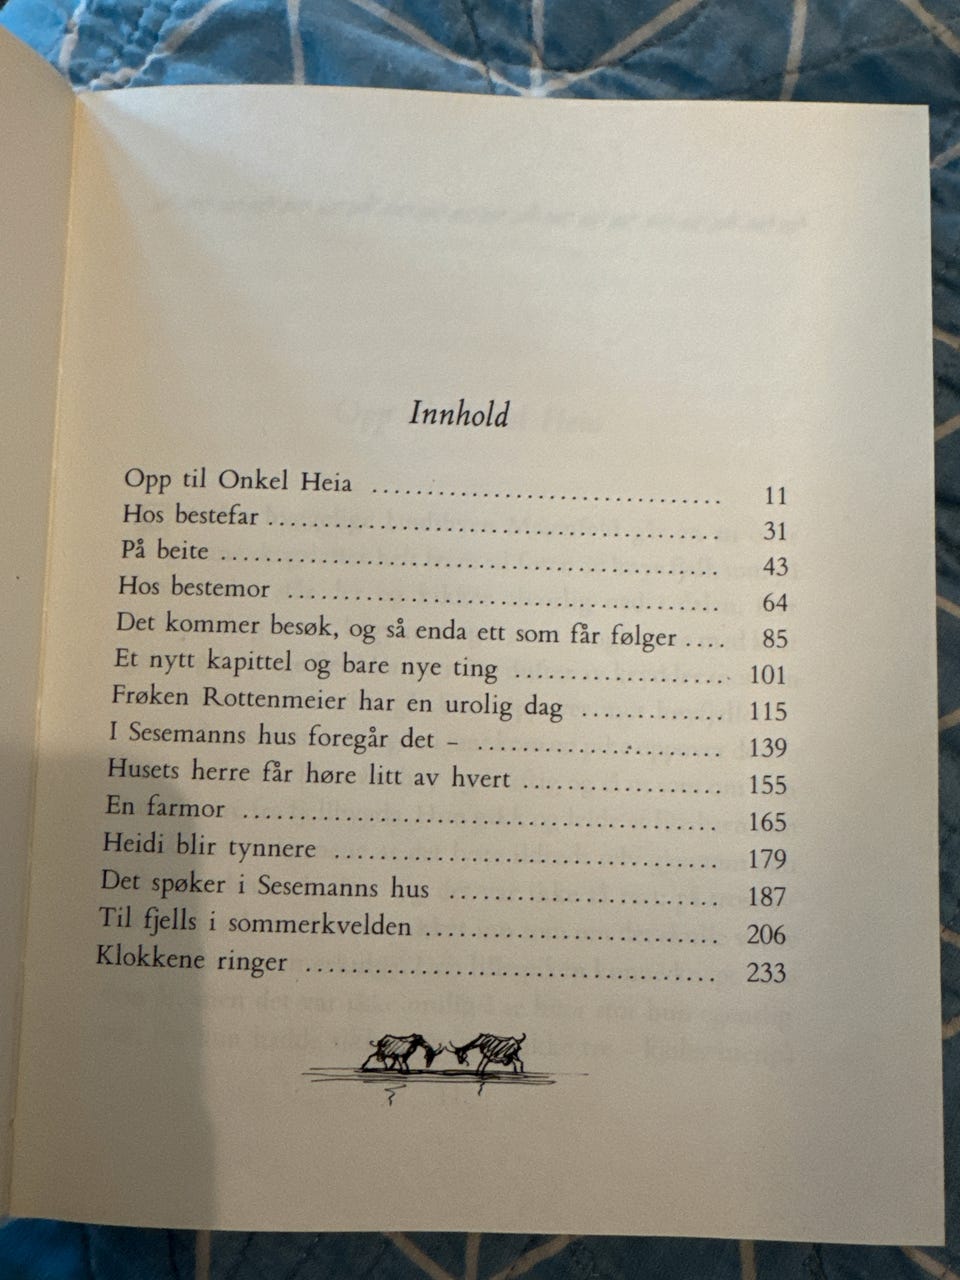 Innhold
Opp til Onkel Heia ................................ 11
Hos bestefar ........................................ 31
På beite ............................................. 43
Hos bestemor ...................................... 64
Det kommer besøk, og så enda ett som får følger .... 85
Et nytt kapittel og bare nye ting ................... 101
Frøken Rottenmeier har en urolig dag ............. 115
I Sesemanns hus foregår det – ...................... 139
Husets herre får høre litt av hvert .................. 155
En farmor .......................................... 165
Heidi blir tynnere ................................. 179
Det spøker i Sesemanns hus ....................... 187
Til fjells i sommerkvelden .......................... 206
Klokkene ringer .................................... 233